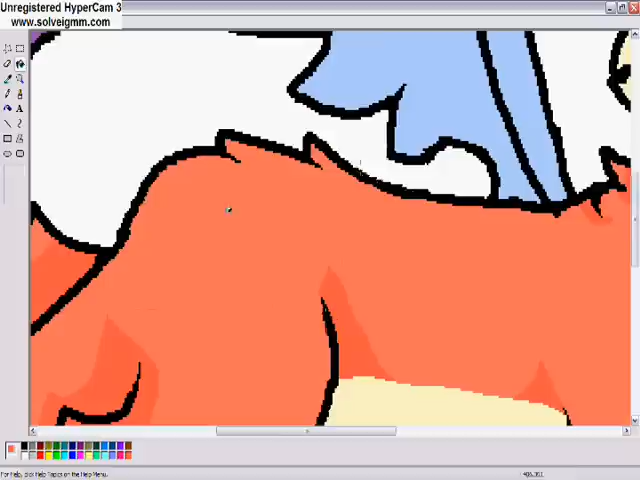 Unregistered HyperCam 3
www.solveigmm.com
A
For Help, click Help Topics on the Help Menu.